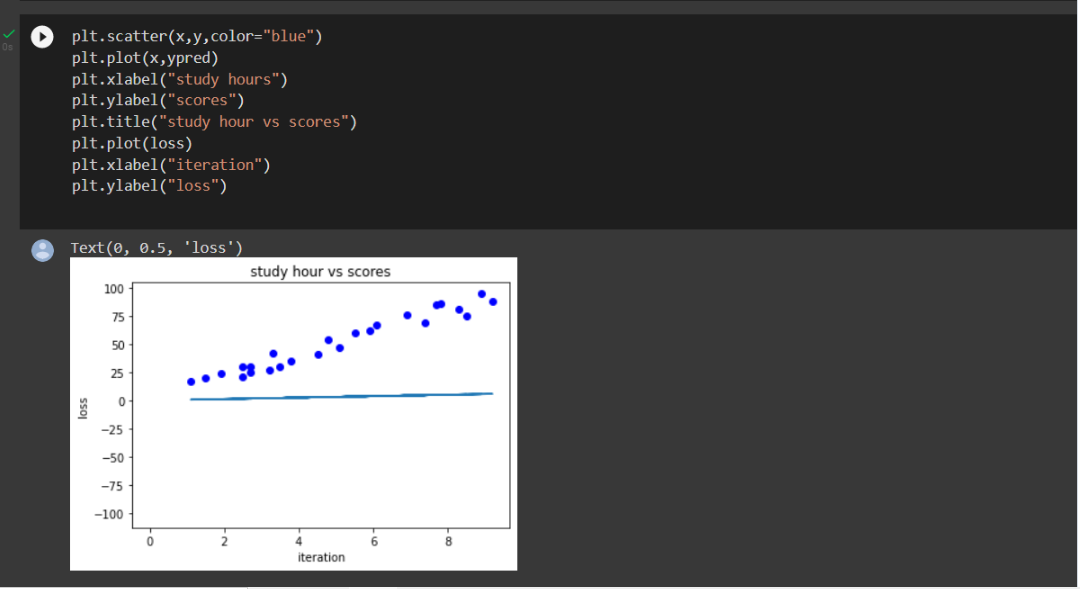 0s
plt.scatter(x,y,color="blue")
plt.plot(x,ypred)
plt.xlabel("study hours")
plt.ylabel("scores")
plt.title("study hour vs scores")
plt.plot(loss)
plt.xlabel("iteration")
plt.ylabel("loss")
Text(0, 0.5, 'loss')
study hour vs scores
100
75
50
25
0
−25
−50
−75
−100
loss
0 2 4 6 8
iteration